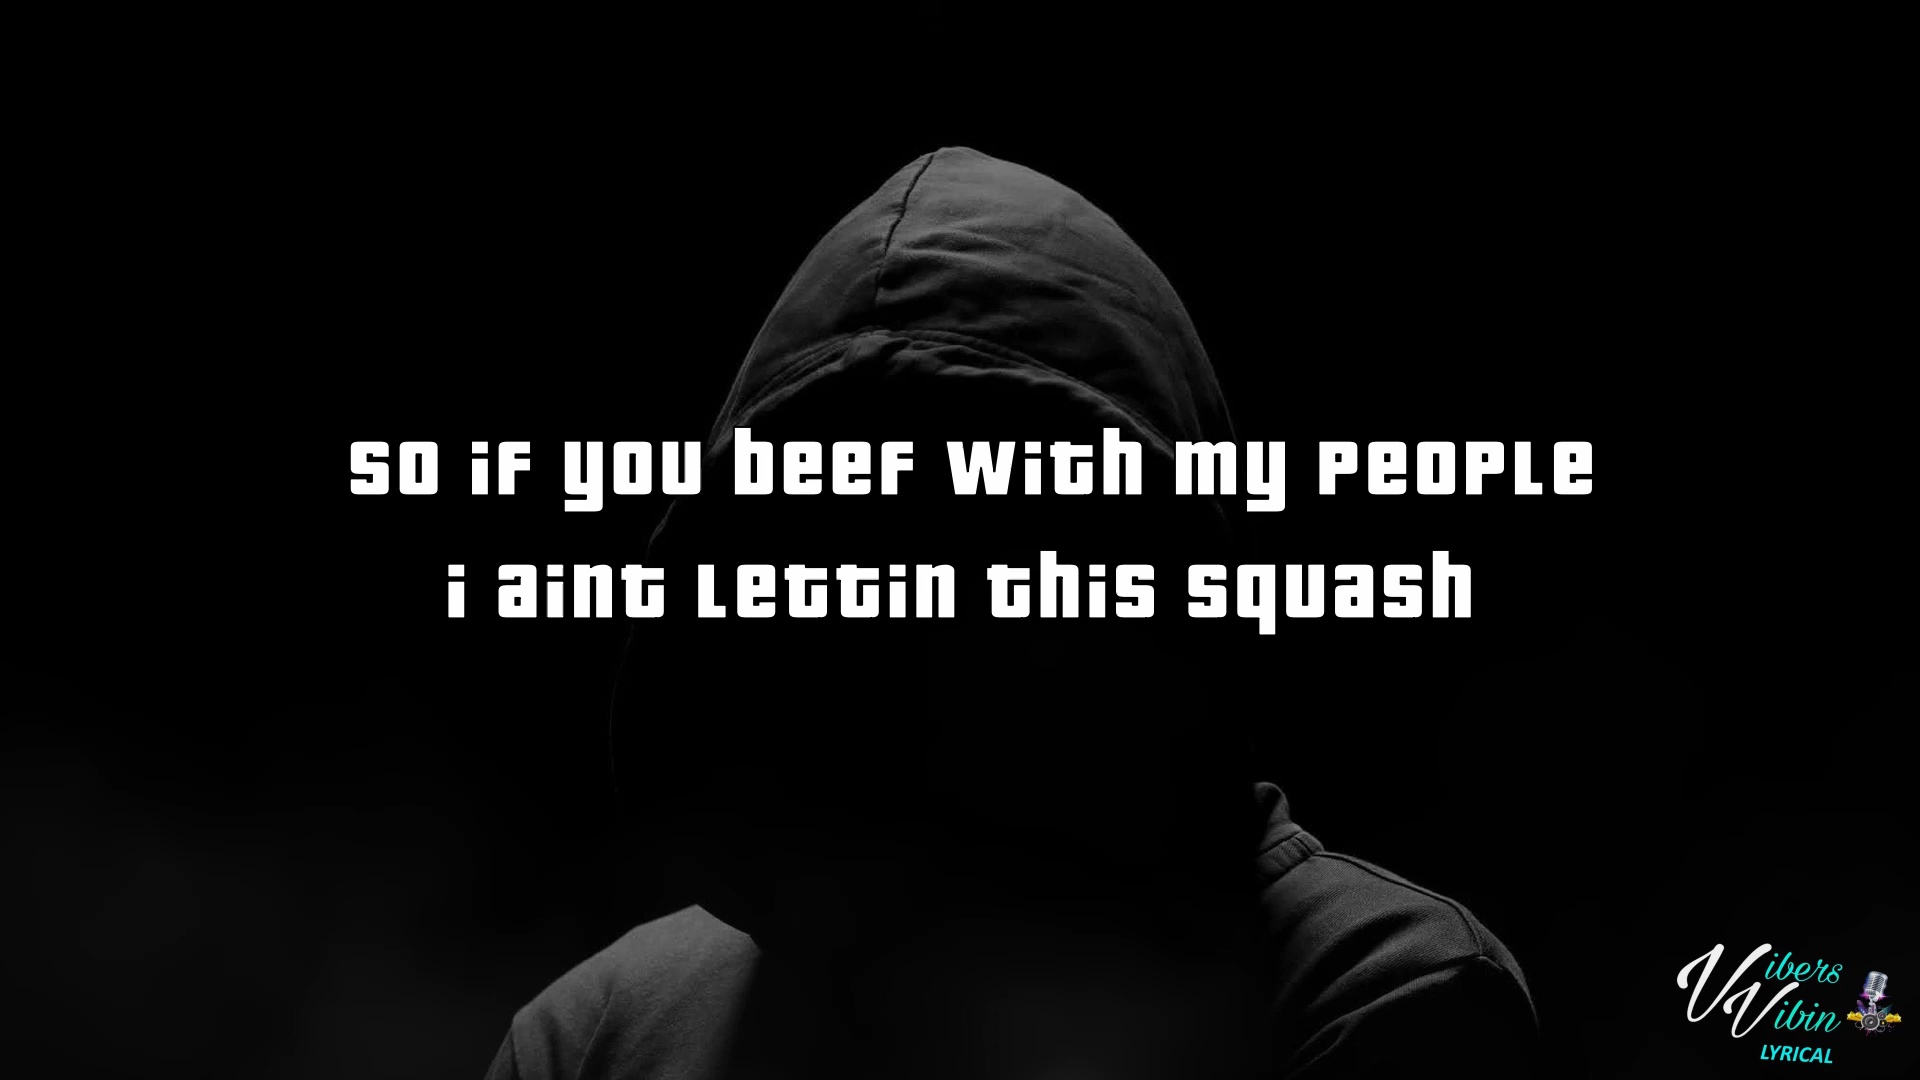 so if you beef with my people
i aint lettin this squash
Vibers
Vibin
LYRICAL